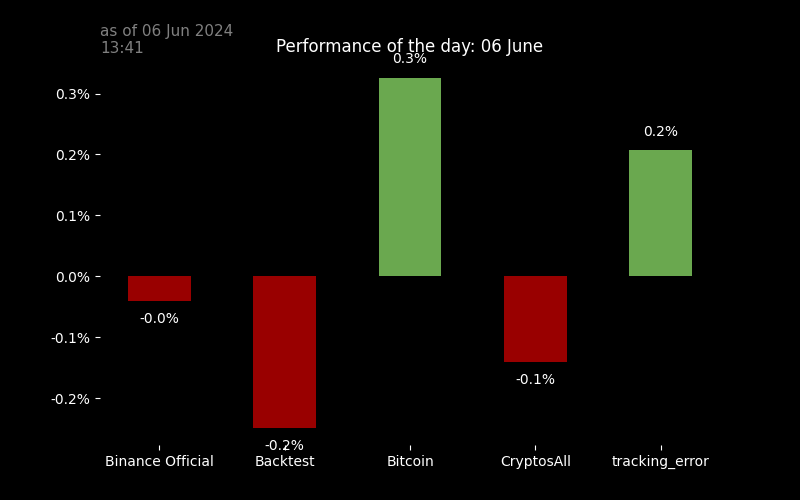 as of 06 Jun 2024
13:41
Performance of the day: 06 June
0.3%
0.3%
0.2%
0.2%
0.1%
0.0%
-0.0%
-0.1%
-0.1%
-0.2%
-0.2%
Binance Official
Backtest
Bitcoin
CryptosAll
tracking_error